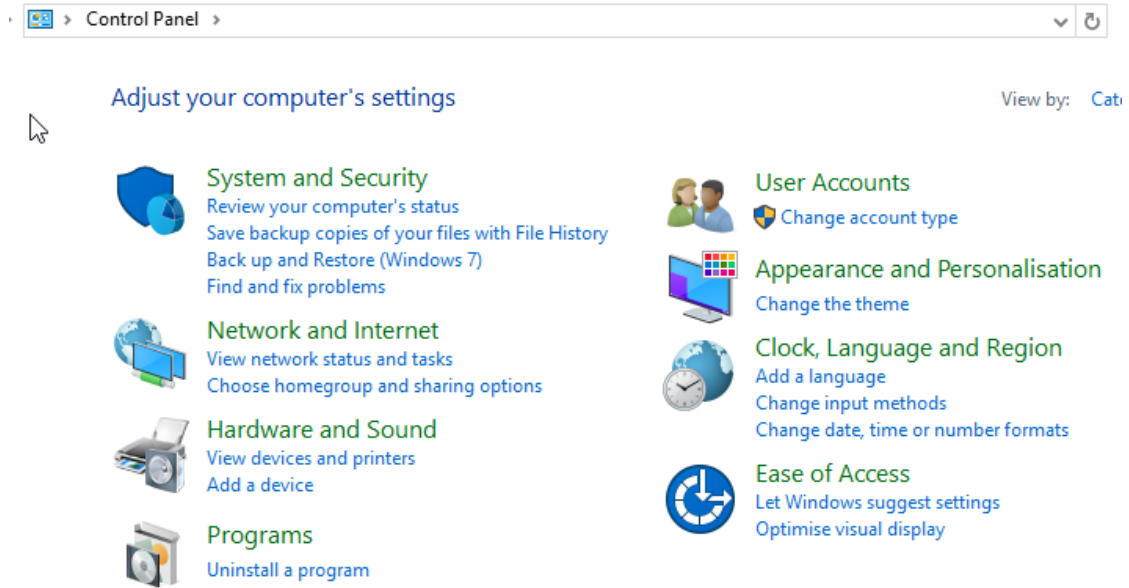 Control Panel
Adjust your computer's settings
View by:
System and Security
Review your computer's status
Save backup copies of your files with File History
Back up and Restore (Windows 7)
Find and fix problems
Network and Internet
View network status and tasks
Choose homegroup and sharing options
Hardware and Sound
View devices and printers
Add a device
Programs
Uninstall a program
User Accounts
Change account type
Appearance and Personalisation
Change the theme
Clock, Language and Region
Add a language
Change input methods
Change date, time or number formats
Ease of Access
Let Windows suggest settings
Optimise visual display